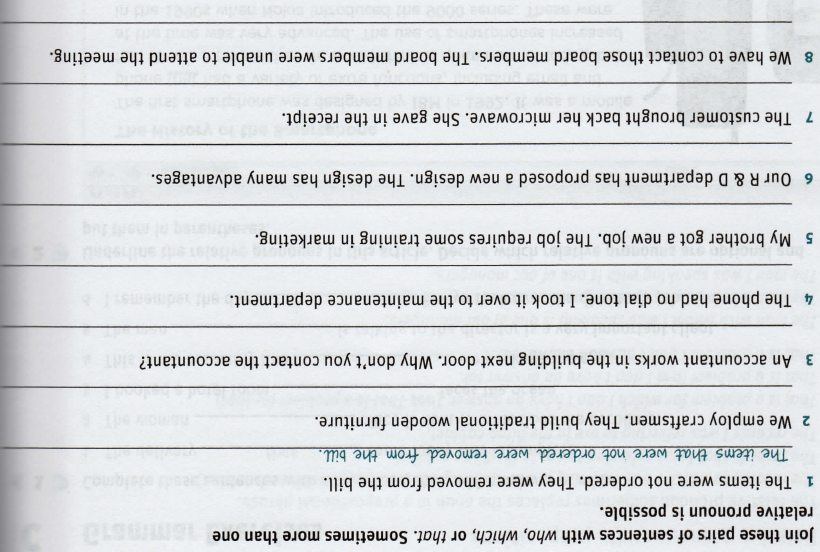 Join these pairs of sentences with who, which, or that. Sometimes more than one
relative pronoun is possible.
1 The items were not ordered. They were removed from the bill.
The items that were not ordered were removed from the bill.
2 We employ craftsmen. They build traditional wooden furniture.
3 An accountant works in the building next door. Why don't you contact the accountant?
4 The phone had no dial tone. I took it over to the maintenance department.
5 My brother got a new job. The job requires some training in marketing.
6 Our R & D department has proposed a new design. The design has many advantages.
7 The customer brought back her microwave. She gave in the receipt.
8 We have to contact those board members. The board members were unable to attend the meeting.